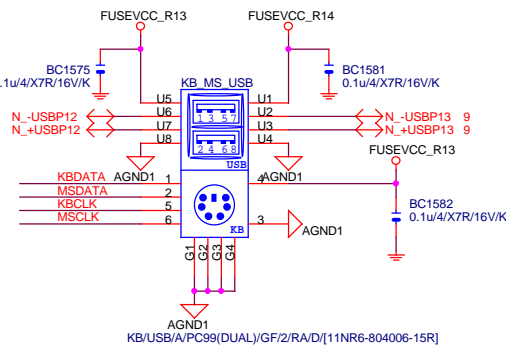 FUSEVCC_R13 FUSEVCC_R14
BC1575
0.1u/4/X7R/16V/K
KB_MS_USB
BC1581
0.1u/4/X7R/16V/K
U5 U1
N_-USBP12 U6 U2 N_-USBP13 9
N_+USBP12 U7 U3 N_+USBP13 9
U8 U4
1 3 5 7
2 4 6 8
USB
FUSEVCC_R13
AGND1 AGND1
KBDATA 1 4
MSDATA 2
KBCLK 5
MSCLK 6 3
KB
BC1582
0.1u/4/X7R/16V/K
AGND1
G1 G2 G3 G4
AGND1
KB/USB/A/PC99(DUAL)/GF/2/RA/D/[11NR6-804006-15R]